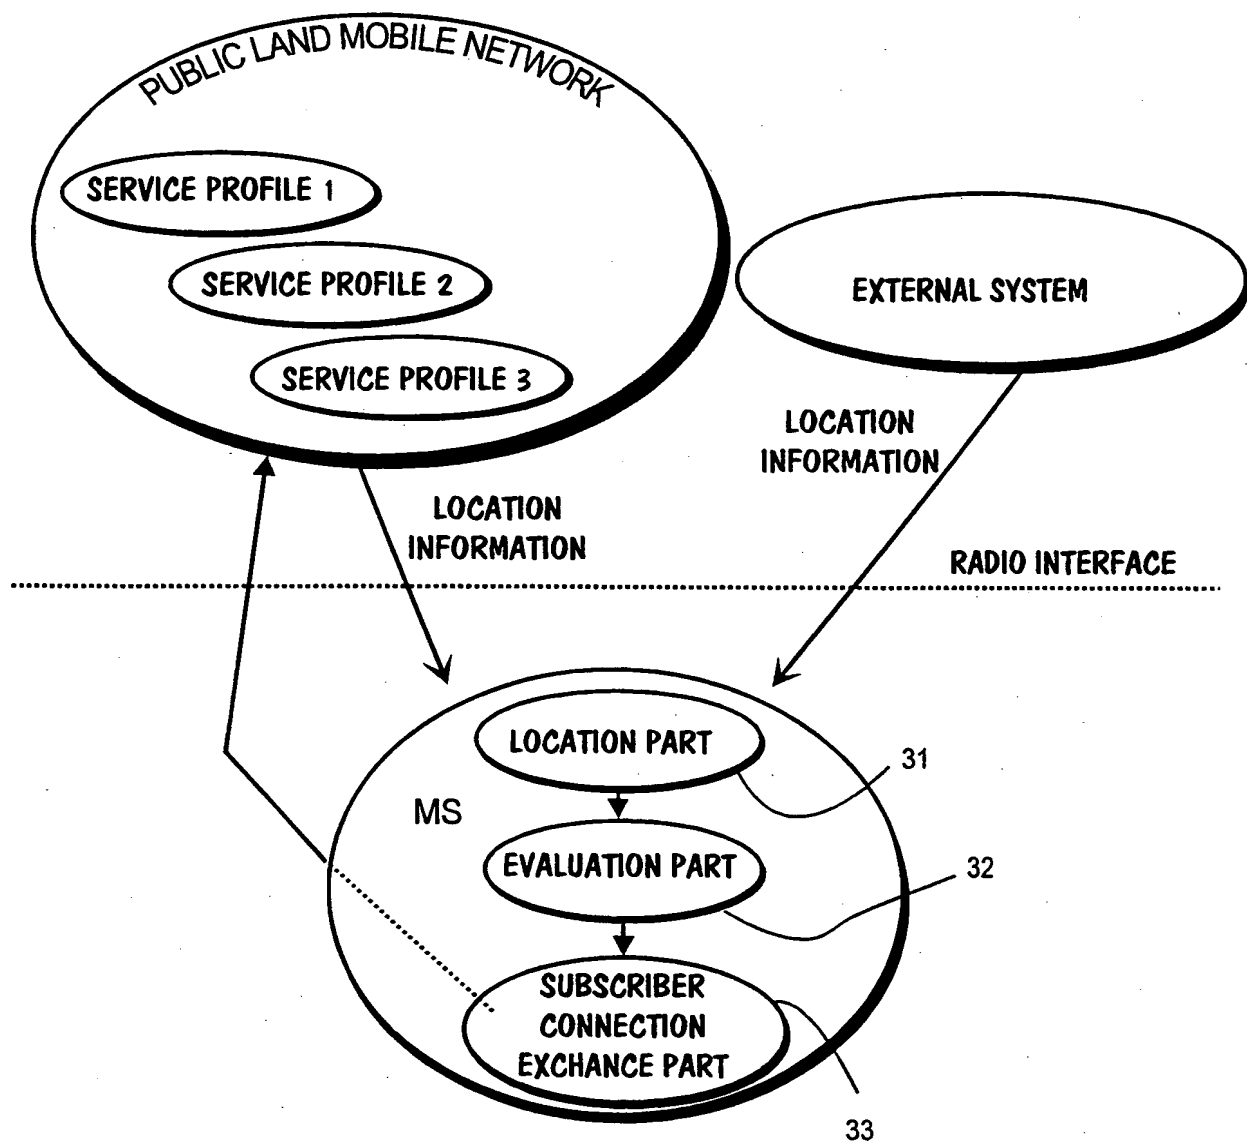 PUBLIC LAND MOBILE NETWORK
SERVICE PROFILE 1
SERVICE PROFILE 2
SERVICE PROFILE 3
EXTERNAL SYSTEM
LOCATION
INFORMATION
LOCATION
INFORMATION
RADIO INTERFACE
LOCATION PART
31
MS
EVALUATION PART
32
SUBSCRIBER
CONNECTION
EXCHANCE PART
33